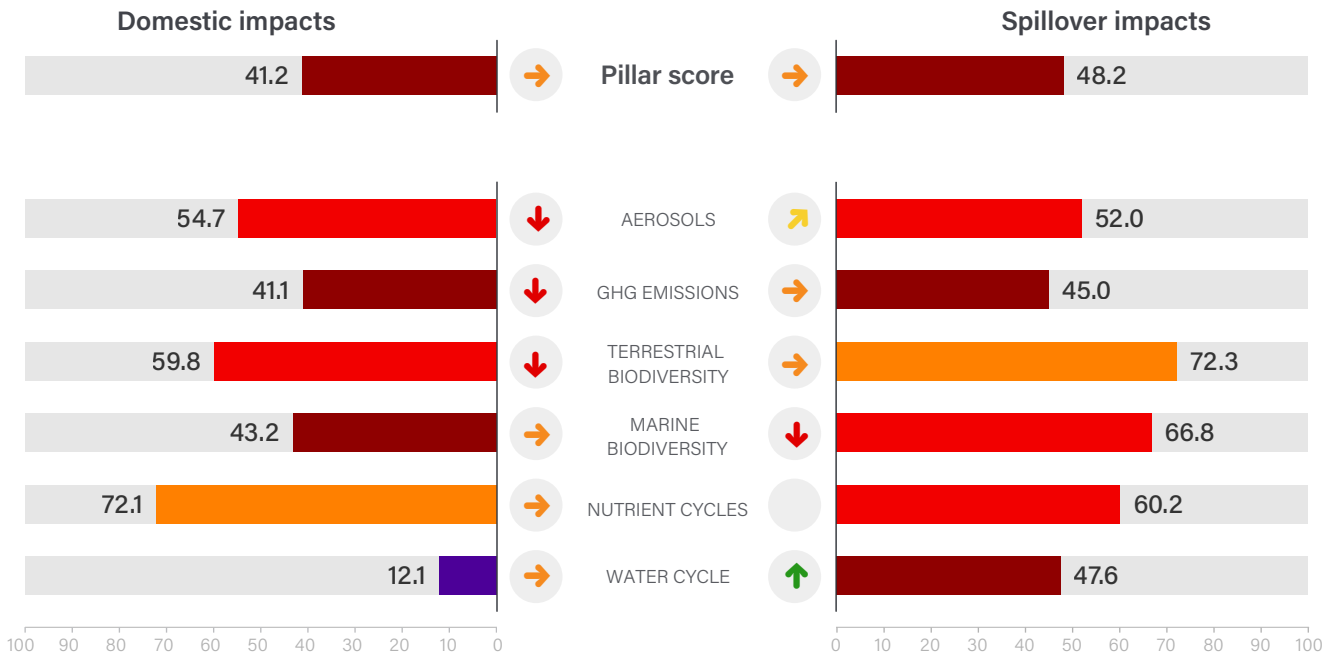 Domestic impacts
Spillover impacts
41.2
Pillar score
48.2
54.7
AEROSOLS
52.0
41.1
GHG EMISSIONS
45.0
59.8
TERRESTRIAL
BIODIVERSITY
72.3
43.2
MARINE
BIODIVERSITY
66.8
72.1
NUTRIENT CYCLES
60.2
12.1
WATER CYCLE
47.6
100 90 80 70 60 50 40 30 20 10 0
0 10 20 30 40 50 60 70 80 90 100